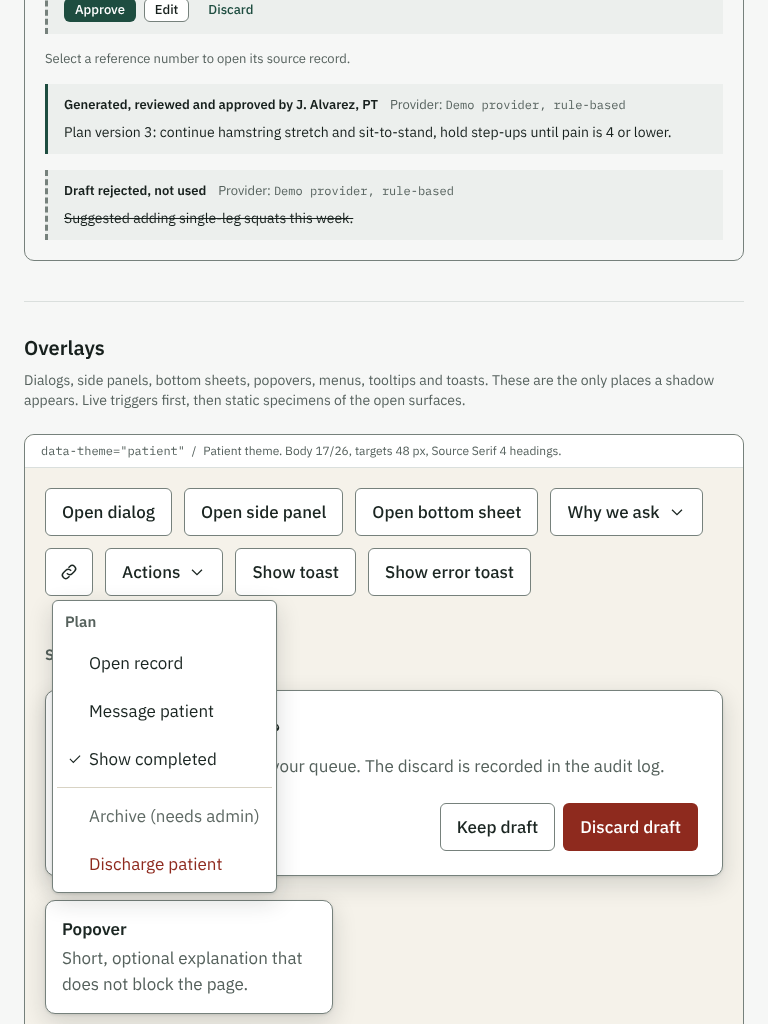 Approve Edit Discard
Select a reference number to open its source record.
Generated, reviewed and approved by J. Alvarez, PT Provider: Demo provider, rule-based
Plan version 3: continue hamstring stretch and sit-to-stand, hold step-ups until pain is 4 or lower.
Draft rejected, not used Provider: Demo provider, rule-based
Suggested adding single-leg squats this week.
Overlays
Dialogs, side panels, bottom sheets, popovers, menus, tooltips and toasts. These are the only places a shadow
appears. Live triggers first, then static specimens of the open surfaces.
data-theme="patient" / Patient theme. Body 17/26, targets 48 px, Source Serif 4 headings.
Open dialog Open side panel Open bottom sheet Why we ask
Actions Show toast Show error toast
Plan
Open record
Message patient
Show completed
your queue. The discard is recorded in the audit log.
Archive (needs admin)
Keep draft Discard draft
Discharge patient
Popover
Short, optional explanation that
does not block the page.